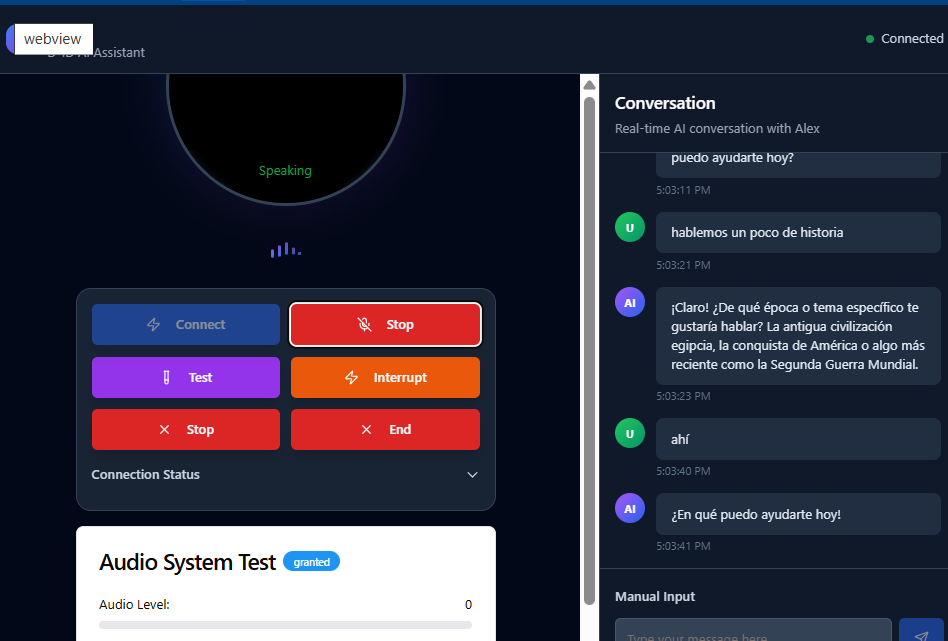 webview
AI Assistant
Connected
Speaking
Connect
Stop
Test
Interrupt
Stop
End
Connection Status
Audio System Test
granted
Audio Level:
0
Conversation
Real-time AI conversation with Alex
puedo ayudarte hoy?
5:03:11 PM
U
hablemos un poco de historia
5:03:21 PM
AI
¡Claro! ¿De qué época o tema específico te
gustaría hablar? La antigua civilización
egipcia, la conquista de América o algo más
reciente como la Segunda Guerra Mundial.
5:03:23 PM
U
ahí
5:03:40 PM
AI
¿En qué puedo ayudarte hoy!
5:03:41 PM
Manual Input
Type your message here